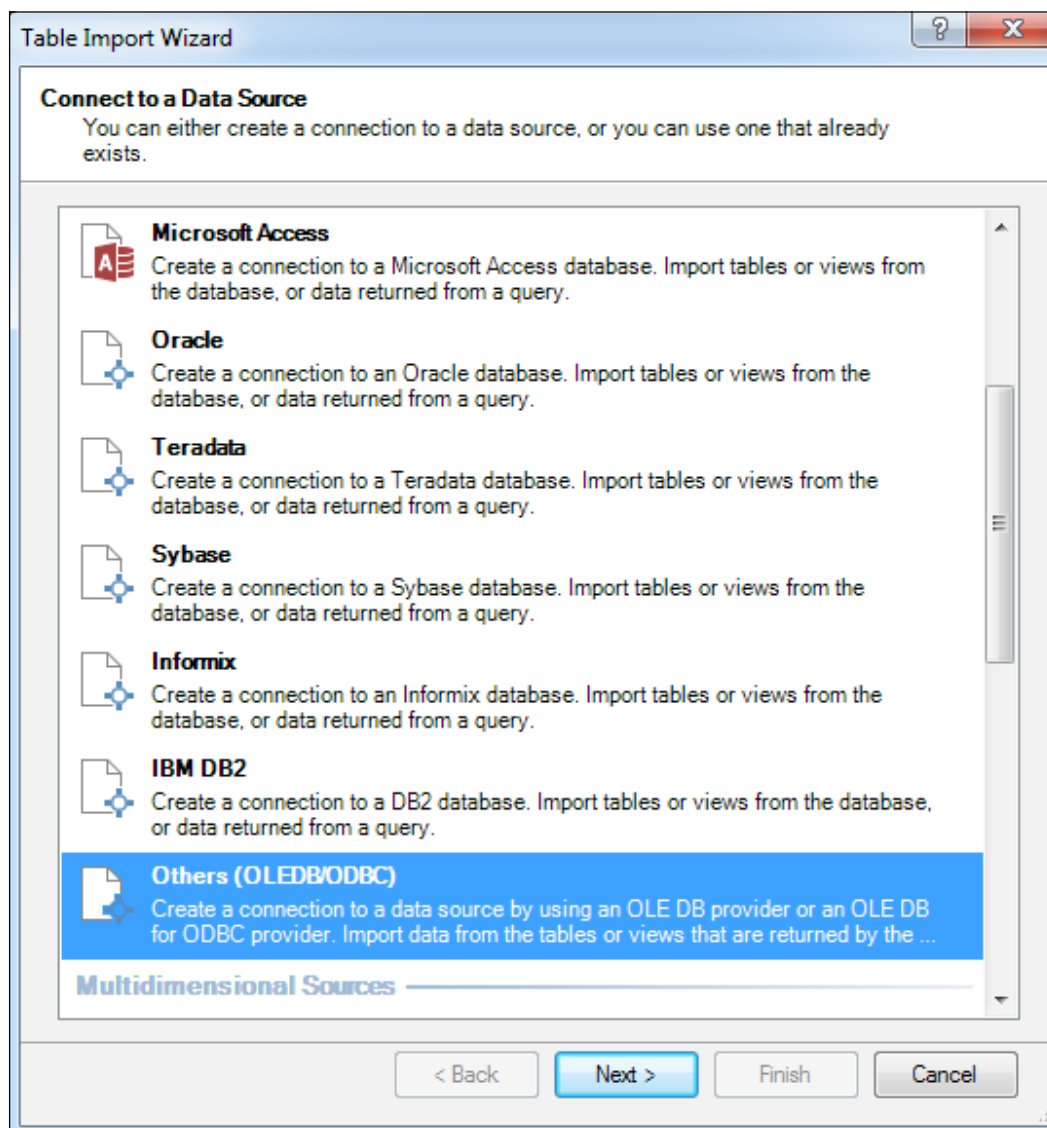 Table Import Wizard
Connect to a Data Source
You can either create a connection to a data source, or you can use one that already
exists.
Microsoft Access
Create a connection to a Microsoft Access database. Import tables or views from
the database, or data returned from a query.
Oracle
Create a connection to an Oracle database. Import tables or views from the
database, or data returned from a query.
Teradata
Create a connection to a Teradata database. Import tables or views from the
database, or data returned from a query.
Sybase
Create a connection to a Sybase database. Import tables or views from the
database, or data returned from a query.
Informix
Create a connection to an Informix database. Import tables or views from the
database, or data returned from a query.
IBM DB2
Create a connection to a DB2 database. Import tables or views from the database,
or data returned from a query.
Others (OLEDB/ODBC)
Create a connection to a data source by using an OLE DB provider or an OLE DB
for ODBC provider. Import data from the tables or views that are returned by the ...
Multidimensional Sources
< Back Next > Finish Cancel